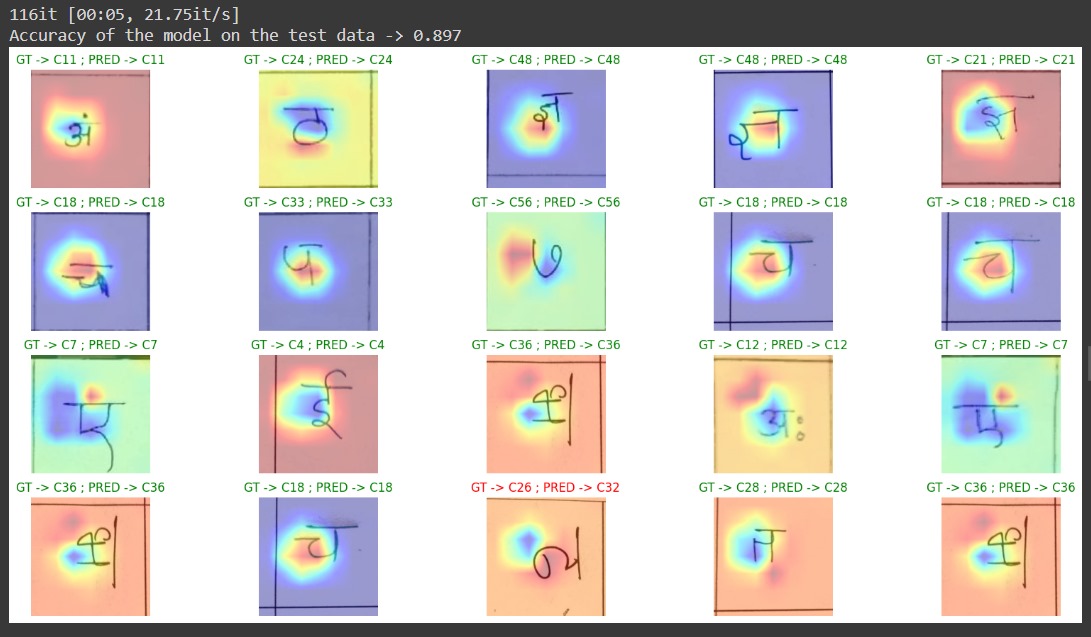 116it [00:05, 21.75it/s]
Accuracy of the model on the test data -> 0.897
GT -> C11 ; PRED -> C11 GT -> C24 ; PRED -> C24 GT -> C48 ; PRED -> C48 GT -> C48 ; PRED -> C48 GT -> C21 ; PRED -> C21
अं ठ ज्ञ ज्ञ झ
GT -> C18 ; PRED -> C18 GT -> C33 ; PRED -> C33 GT -> C56 ; PRED -> C56 GT -> C18 ; PRED -> C18 GT -> C18 ; PRED -> C18
च प ७ च च
GT -> C7 ; PRED -> C7 GT -> C4 ; PRED -> C4 GT -> C36 ; PRED -> C36 GT -> C12 ; PRED -> C12 GT -> C7 ; PRED -> C7
ए ई भ अः ए
GT -> C36 ; PRED -> C36 GT -> C18 ; PRED -> C18 GT -> C26 ; PRED -> C32 GT -> C28 ; PRED -> C28 GT -> C36 ; PRED -> C36
भ च त भ